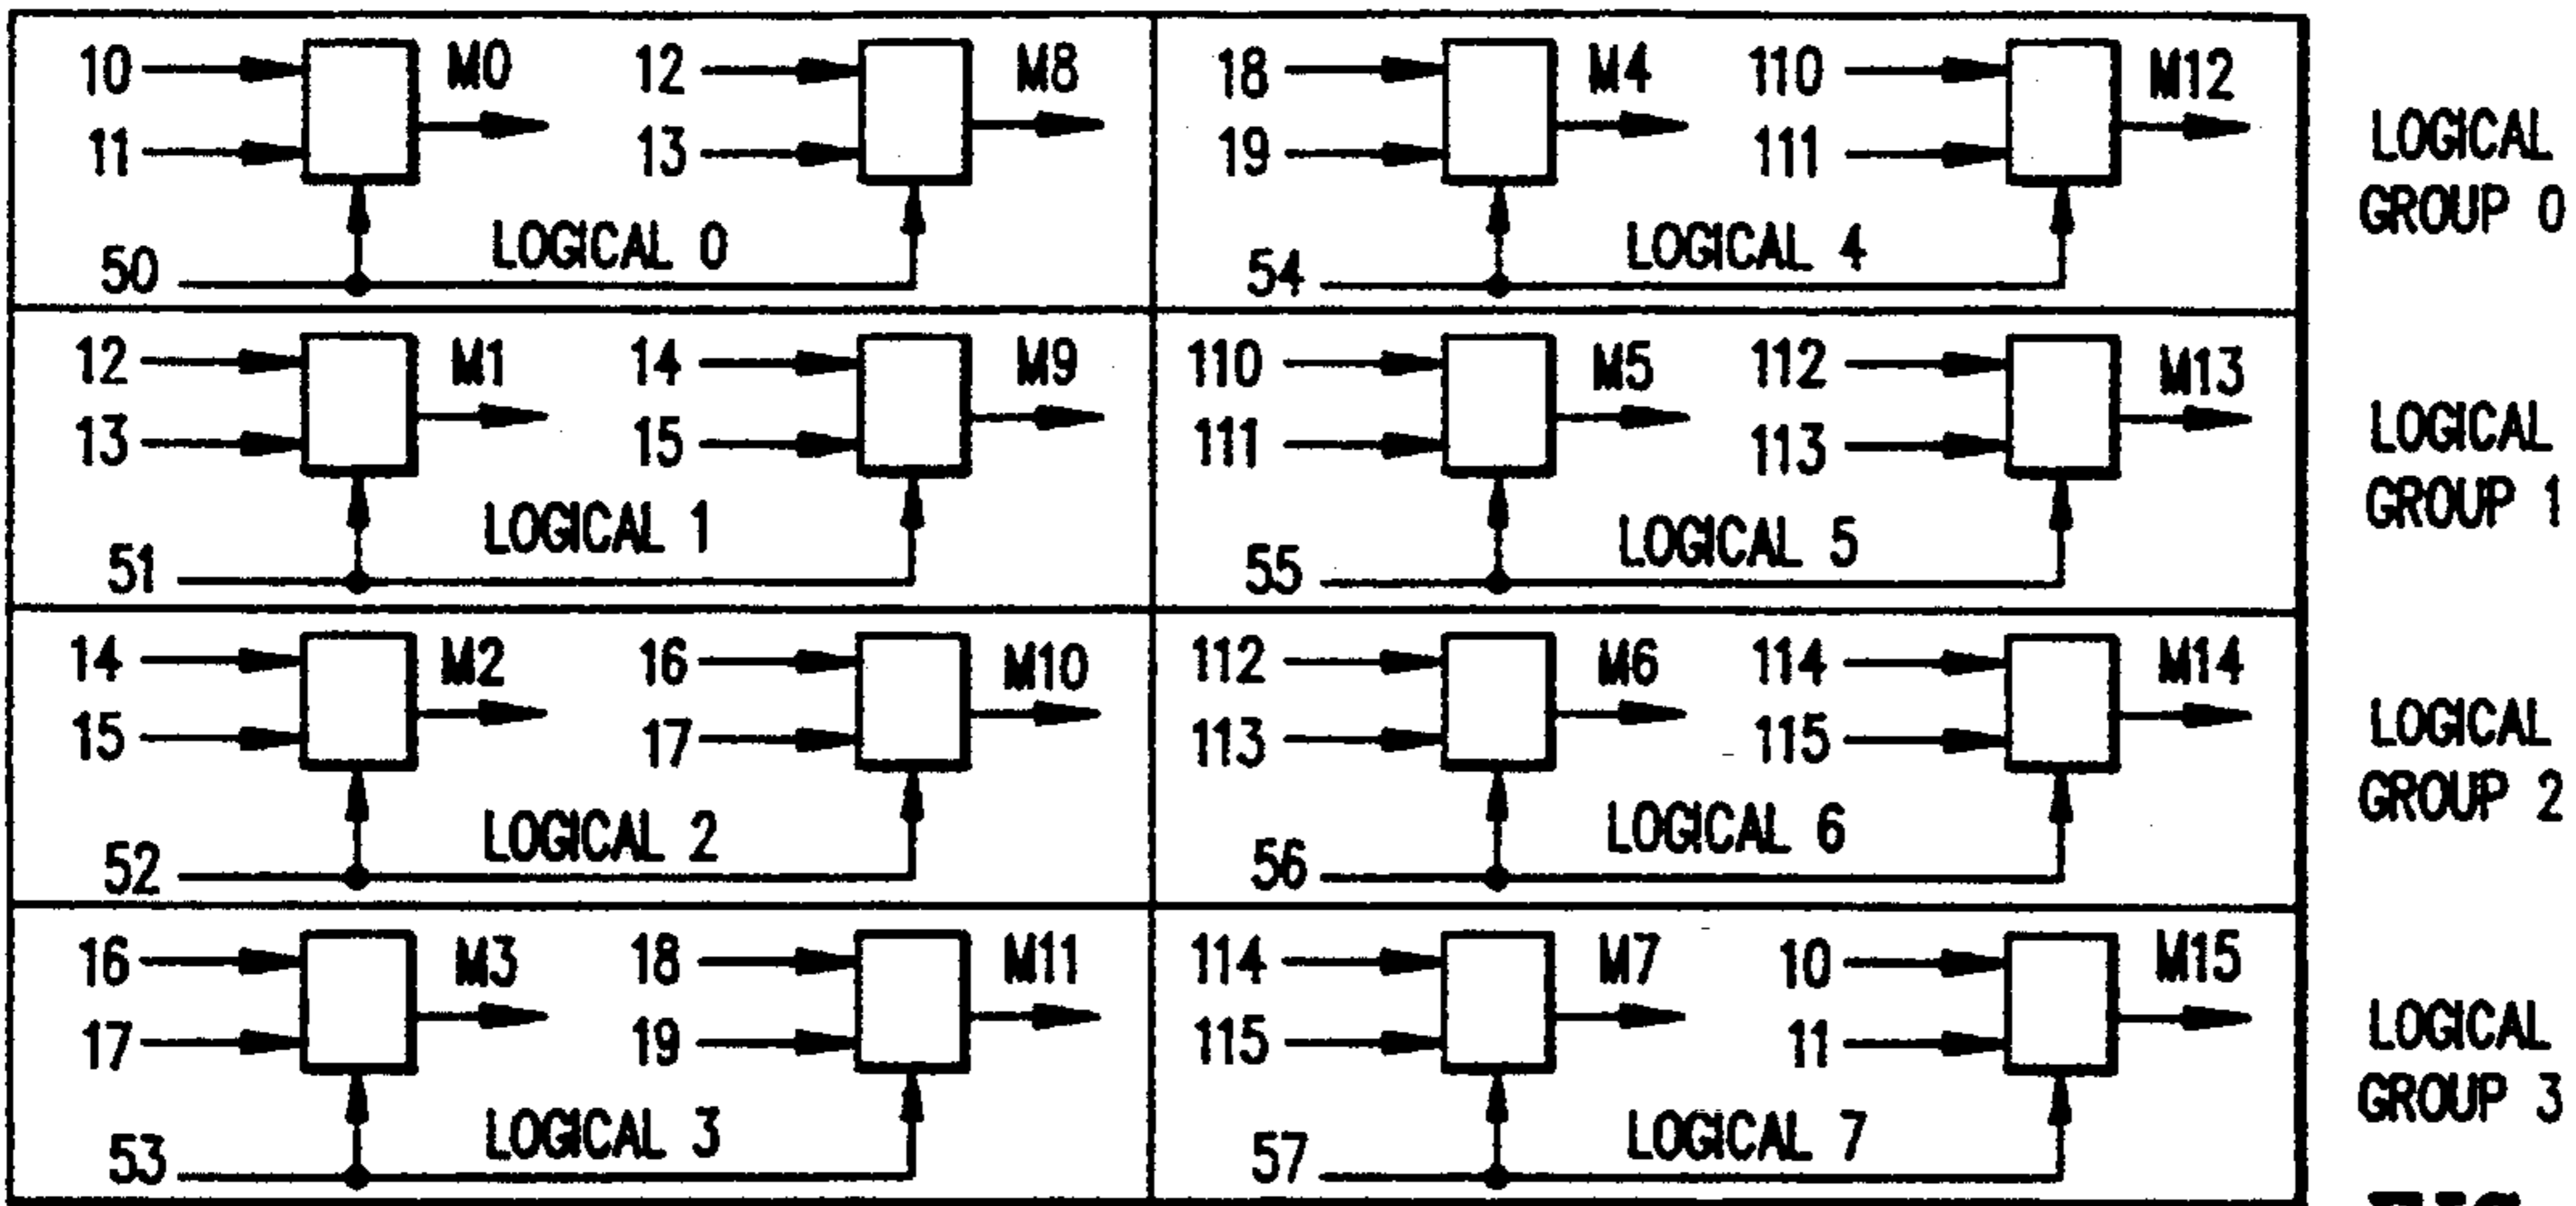 10 M0 12 M8 18 M4 110 M12
11 13 19 111
LOGICAL
GROUP 0
50 LOGICAL 0 54 LOGICAL 4
12 M1 14 M9 110 M5 112 M13
13 15 111 113
LOGICAL
GROUP 1
51 LOGICAL 1 55 LOGICAL 5
14 M2 16 M10 112 M6 114 M14
15 17 113 115
LOGICAL
GROUP 2
52 LOGICAL 2 56 LOGICAL 6
16 M3 18 M11 114 M7 10 M15
17 19 115 11
LOGICAL
GROUP 3
53 LOGICAL 3 57 LOGICAL 7